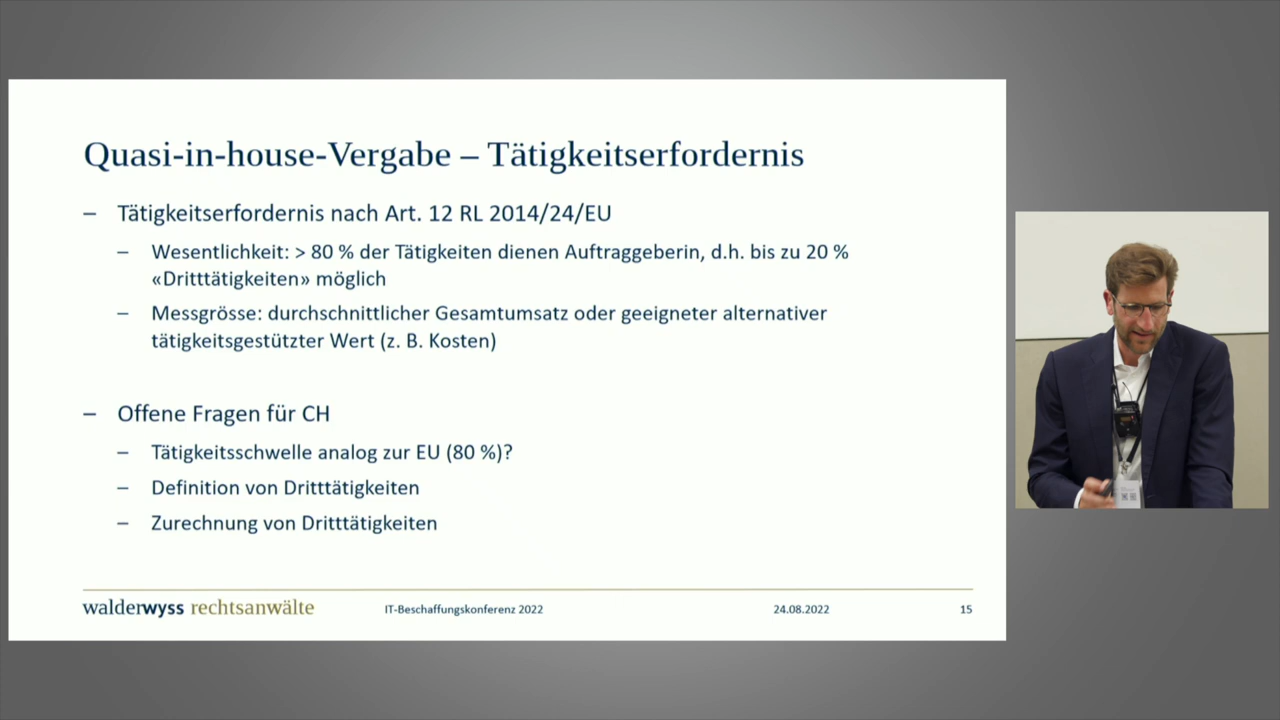 Quasi-in-house-Vergabe – Tätigkeitserfordernis
– Tätigkeitserfordernis nach Art. 12 RL 2014/24/EU
– Wesentlichkeit: > 80 % der Tätigkeiten dienen Auftraggeberin, d.h. bis zu 20 %
«Dritttätigkeiten» möglich
– Messgrösse: durchschnittlicher Gesamtumsatz oder geeigneter alternativer
tätigkeitsgestützter Wert (z. B. Kosten)
– Offene Fragen für CH
– Tätigkeitsschwelle analog zur EU (80 %)?
– Definition von Dritttätigkeiten
– Zurechnung von Dritttätigkeiten
walderwyss rechtsanwälte IT-Beschaffungskonferenz 2022 24.08.2022 15